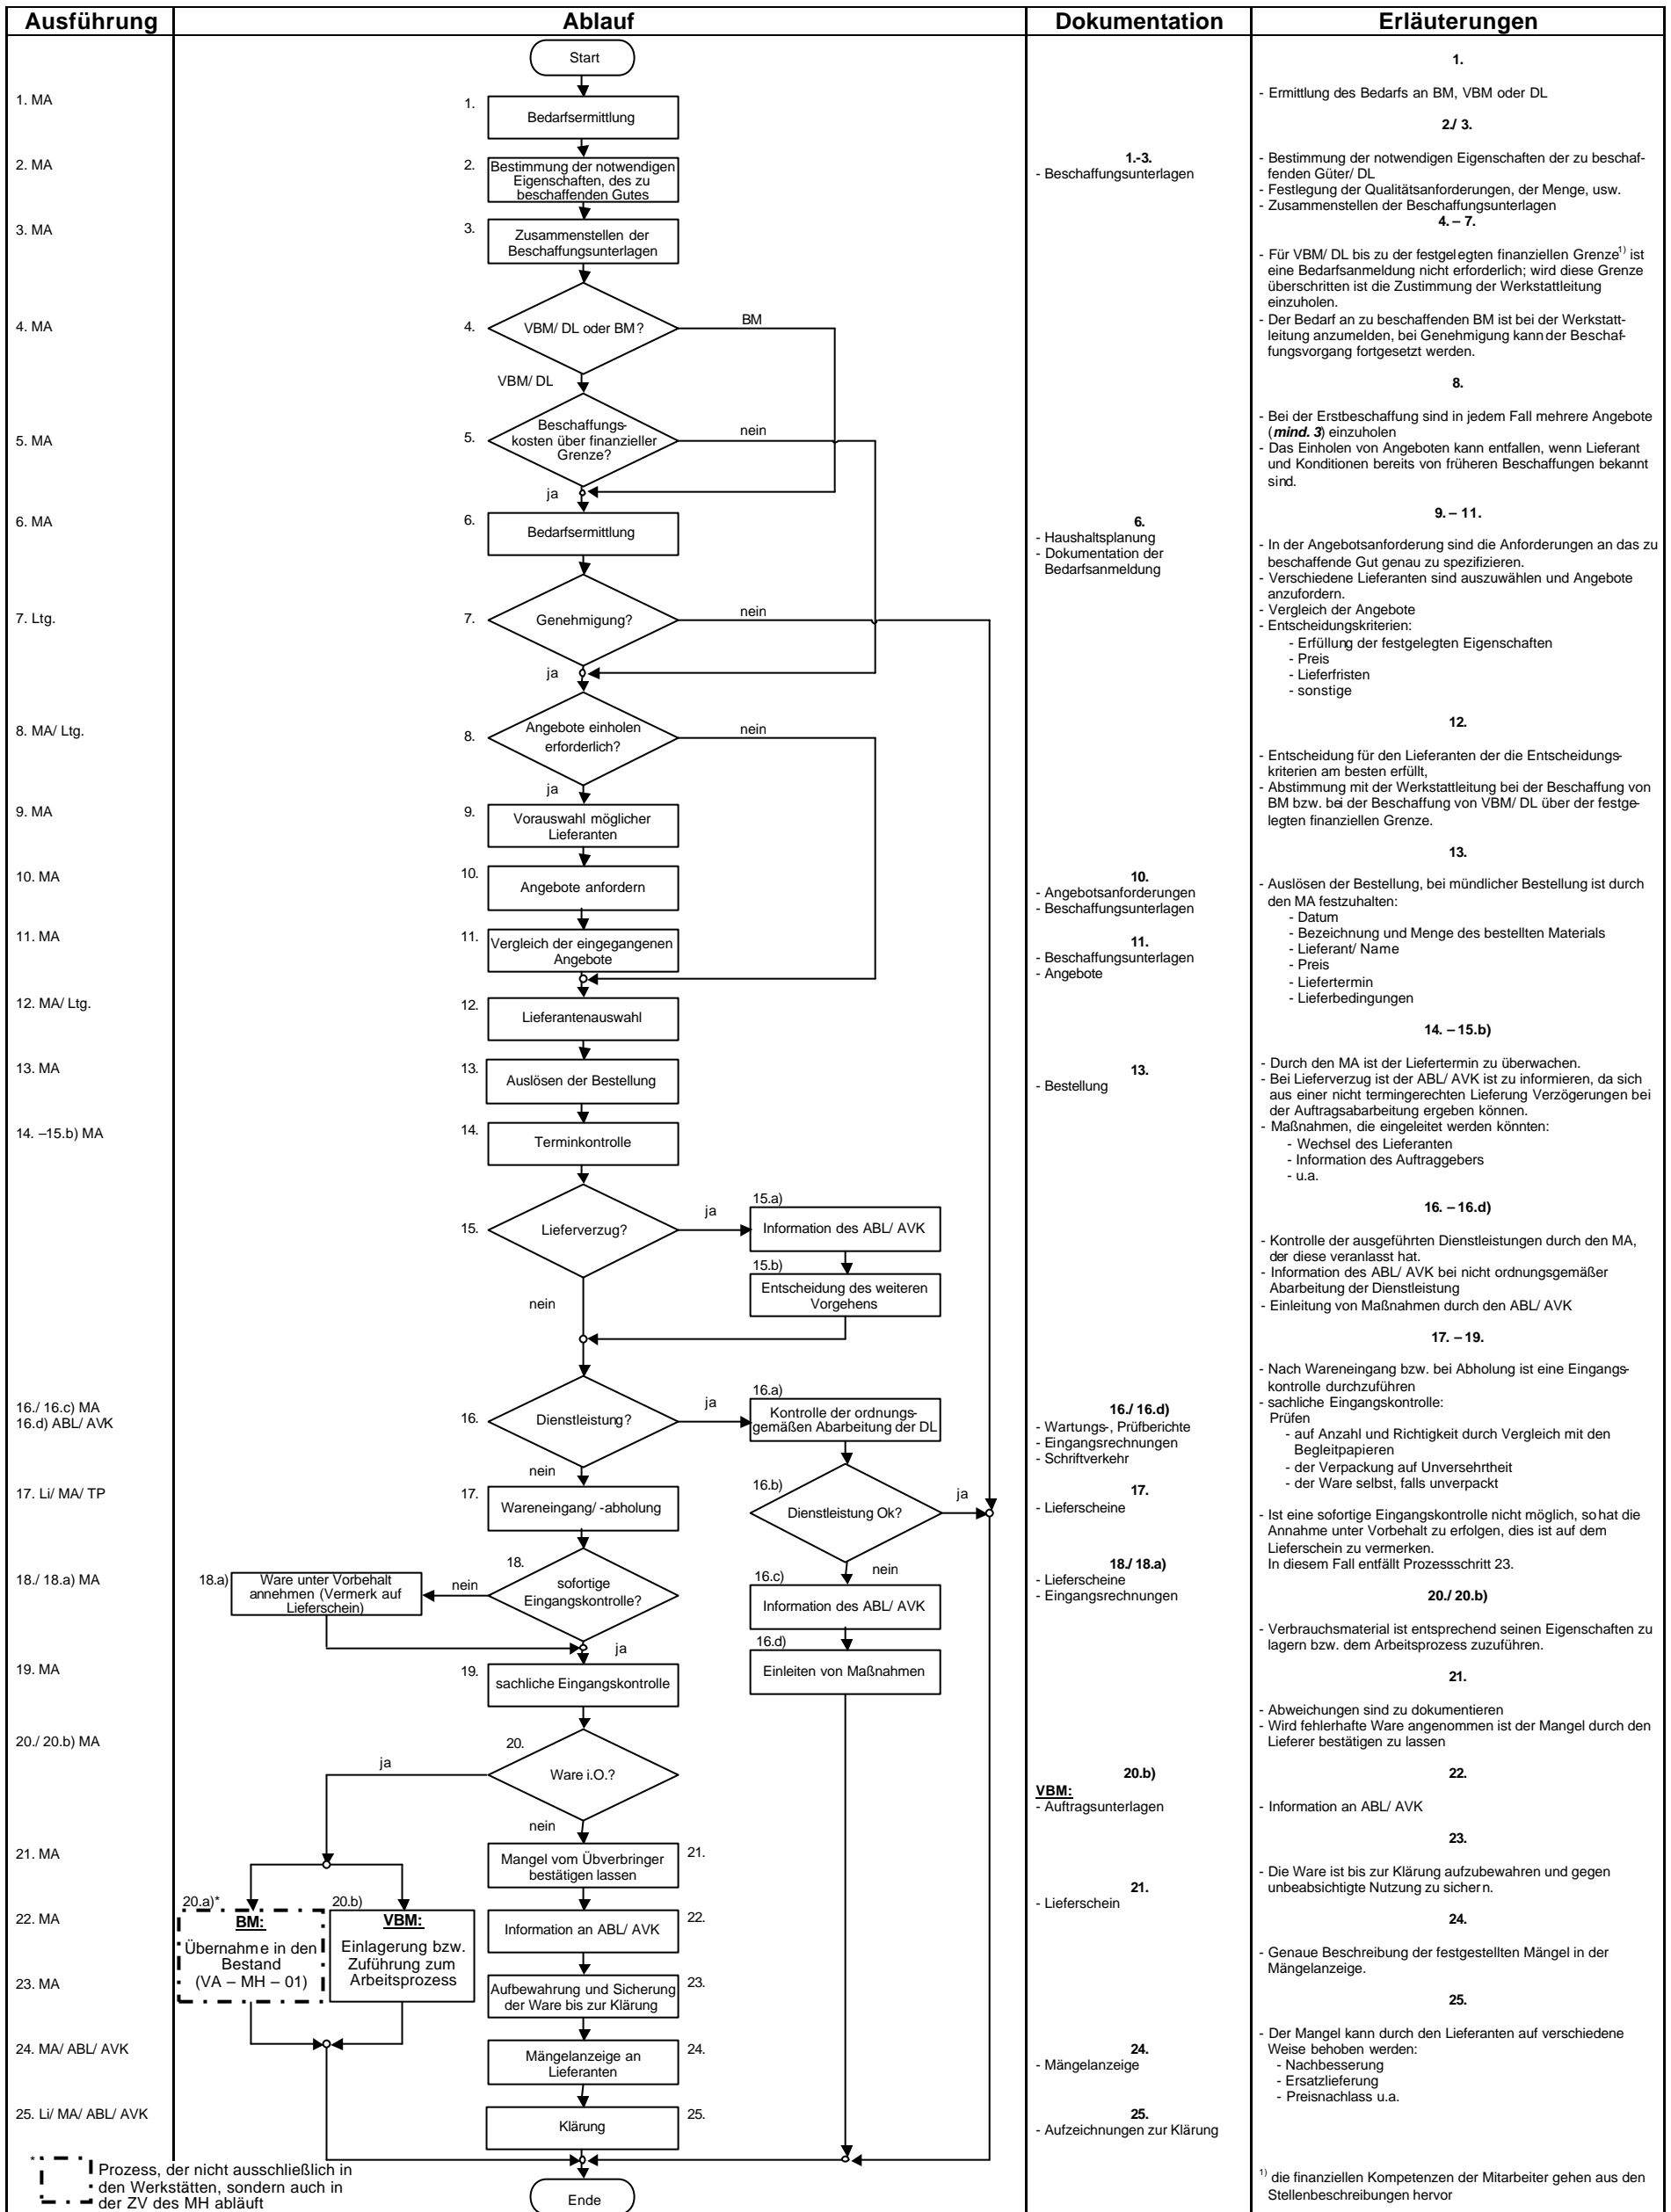 Ausführung
Ablauf
Dokumentation
Erläuterungen
1. MA
2. MA
3. MA
4. MA
5. MA
6. MA
7. Ltg.
8. MA/ Ltg.
9. MA
10. MA
11. MA
12. MA/ Ltg.
13. MA
14. –15.b) MA
16./ 16.c) MA
16.d) ABL/ AVK
17. Li/ MA/ TP
18./ 18.a) MA
19. MA
20./ 20.b) MA
21. MA
22. MA
23. MA
24. MA/ ABL/ AVK
25. Li/ MA/ ABL/ AVK
Start
1.
Bedarfsermittlung
2.
Bestimmung der notwendigen
Eigenschaften, des zu
beschaffenden Gutes
3.
Zusammenstellen der
Beschaffungsunterlagen
4.
VBM/ DL oder BM?
BM
VBM/ DL
5.
Beschaffungs-
kosten über finanzieller
Grenze?
nein
ja
6.
Bedarfsermittlung
7.
Genehmigung?
nein
ja
8.
Angebote einholen
erforderlich?
nein
ja
9.
Vorauswahl möglicher
Lieferanten
10.
Angebote anfordern
11.
Vergleich der eingegangenen
Angebote
12.
Lieferantenauswahl
13.
Auslösen der Bestellung
14.
Terminkontrolle
15.
Lieferverzug?
ja
nein
15.a)
Information des ABL/ AVK
15.b)
Entscheidung des weiteren
Vorgehens
16.
Dienstleistung?
ja
nein
16.a)
Kontrolle der ordnungs-
gemäßen Abarbeitung der DL
16.b)
Dienstleistung Ok?
ja
nein
16.c)
Information des ABL/ AVK
16.d)
Einleiten von Maßnahmen
17.
Wareneingang/ -abholung
18.
sofortige
Eingangskontrolle?
nein
ja
18.a)
Ware unter Vorbehalt
annehmen (Vermerk auf
Lieferschein)
19.
sachliche Eingangskontrolle
20.
Ware i.O.?
ja
nein
20.a)*
BM:
Übernahme in den
Bestand
(VA – MH – 01)
20.b)
VBM:
Einlagerung bzw.
Zuführung zum
Arbeitsprozess
21.
Mangel vom Übverbringer
bestätigen lassen
22.
Information an ABL/ AVK
23.
Aufbewahrung und Sicherung
der Ware bis zur Klärung
24.
Mängelanzeige an
Lieferanten
25.
Klärung
Ende
* Prozess, der nicht ausschließlich in
den Werkstätten, sondern auch in
der ZV des MH abläuft
1.-3.
- Beschaffungsunterlagen
6.
- Haushaltsplanung
- Dokumentation der
Bedarfsanmeldung
10.
- Angebotsanforderungen
- Beschaffungsunterlagen
11.
- Beschaffungsunterlagen
- Angebote
13.
- Bestellung
16./ 16.d)
- Wartungs-, Prüfberichte
- Eingangsrechnungen
- Schriftverkehr
17.
- Lieferscheine
18./ 18.a)
- Lieferscheine
- Eingangsrechnungen
20.b)
VBM:
- Auftragsunterlagen
21.
- Lieferschein
24.
- Mängelanzeige
25.
- Aufzeichnungen zur Klärung
1.
- Ermittlung des Bedarfs an BM, VBM oder DL
2./ 3.
- Bestimmung der notwendigen Eigenschaften der zu beschaf-
fenden Güter/ DL
- Festlegung der Qualitätsanforderungen, der Menge, usw.
- Zusammenstellen der Beschaffungsunterlagen
4. – 7.
- Für VBM/ DL bis zu der festgelegten finanziellen Grenze1) ist
eine Bedarfsanmeldung nicht erforderlich; wird diese Grenze
überschritten ist die Zustimmung der Werkstattleitung
einzuholen.
- Der Bedarf an zu beschaffenden BM ist bei der Werkstatt-
leitung anzumelden, bei Genehmigung kann der Beschaf-
fungsvorgang fortgesetzt werden.
8.
- Bei der Erstbeschaffung sind in jedem Fall mehrere Angebote
(mind. 3) einzuholen
- Das Einholen von Angeboten kann entfallen, wenn Lieferant
und Konditionen bereits von früheren Beschaffungen bekannt
sind.
9. – 11.
- In der Angebotsanforderung sind die Anforderungen an das zu
beschaffende Gut genau zu spezifizieren.
- Verschiedene Lieferanten sind auszuwählen und Angebote
anzufordern.
- Vergleich der Angebote
- Entscheidungskriterien:
- Erfüllung der festgelegten Eigenschaften
- Preis
- Lieferfristen
- sonstige
12.
- Entscheidung für den Lieferanten der die Entscheidungs-
kriterien am besten erfüllt,
- Abstimmung mit der Werkstattleitung bei der Beschaffung von
BM bzw. bei der Beschaffung von VBM/ DL über der festge-
legten finanziellen Grenze.
13.
- Auslösen der Bestellung, bei mündlicher Bestellung ist durch
den MA festzuhalten:
- Datum
- Bezeichnung und Menge des bestellten Materials
- Lieferant/ Name
- Preis
- Liefertermin
- Lieferbedingungen
14. – 15.b)
- Durch den MA ist der Liefertermin zu überwachen.
- Bei Lieferverzug ist der ABL/ AVK ist zu informieren, da sich
aus einer nicht termingerechten Lieferung Verzögerungen bei
der Auftragsabarbeitung ergeben können.
- Maßnahmen, die eingeleitet werden könnten:
- Wechsel des Lieferanten
- Information des Auftraggebers
- u.a.
16. – 16.d)
- Kontrolle der ausgeführten Dienstleistungen durch den MA,
der diese veranlasst hat.
- Information des ABL/ AVK bei nicht ordnungsgemäßer
Abarbeitung der Dienstleistung
- Einleitung von Maßnahmen durch den ABL/ AVK
17. – 19.
- Nach Wareneingang bzw. bei Abholung ist eine Eingangs-
kontrolle durchzuführen
- sachliche Eingangskontrolle:
Prüfen
- auf Anzahl und Richtigkeit durch Vergleich mit den
Begleitpapieren
- der Verpackung auf Unversehrtheit
- der Ware selbst, falls unverpackt
- Ist eine sofortige Eingangskontrolle nicht möglich, so hat die
Annahme unter Vorbehalt zu erfolgen, dies ist auf dem
Lieferschein zu vermerken.
In diesem Fall entfällt Prozessschritt 23.
20./ 20.b)
- Verbrauchsmaterial ist entsprechend seinen Eigenschaften zu
lagern bzw. dem Arbeitsprozess zuzuführen.
21.
- Abweichungen sind zu dokumentieren
- Wird fehlerhafte Ware angenommen ist der Mangel durch den
Lieferer bestätigen zu lassen
22.
- Information an ABL/ AVK
23.
- Die Ware ist bis zur Klärung aufzubewahren und gegen
unbeabsichtigte Nutzung zu sichern.
24.
- Genaue Beschreibung der festgestellten Mängel in der
Mängelanzeige.
25.
- Der Mangel kann durch den Lieferanten auf verschiedene
Weise behoben werden:
- Nachbesserung
- Ersatzlieferung
- Preisnachlass u.a.
1) die finanziellen Kompetenzen der Mitarbeiter gehen aus den
Stellenbeschreibungen hervor